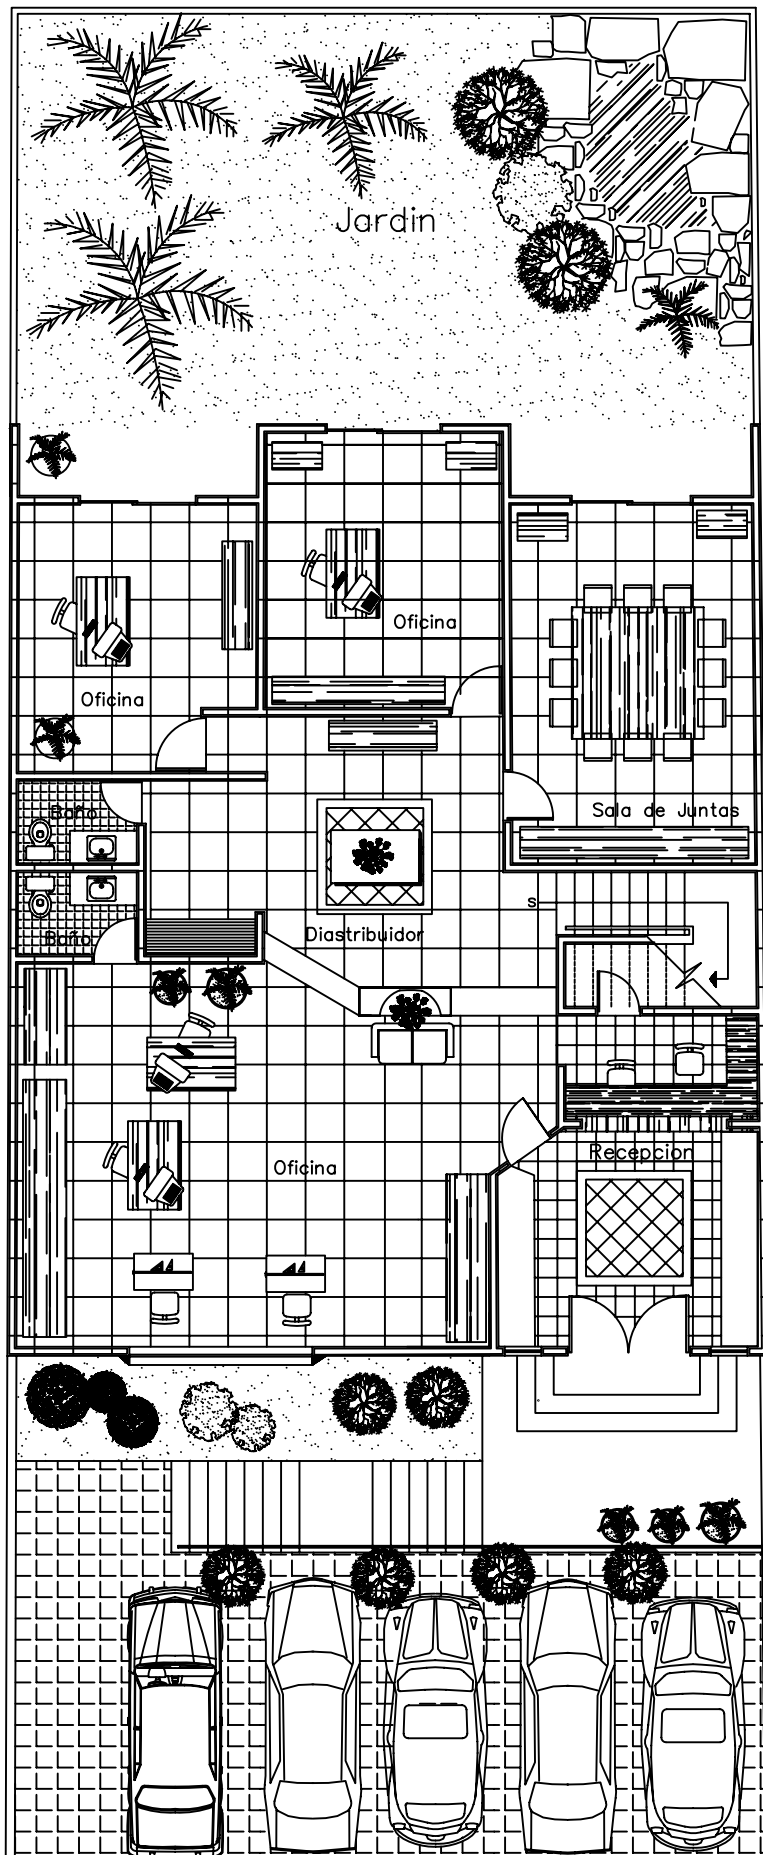 Jardin
Oficina
Oficina
Baño
Sala de Juntas
S
Baño
Diastribuidor
Recepcion
Oficina